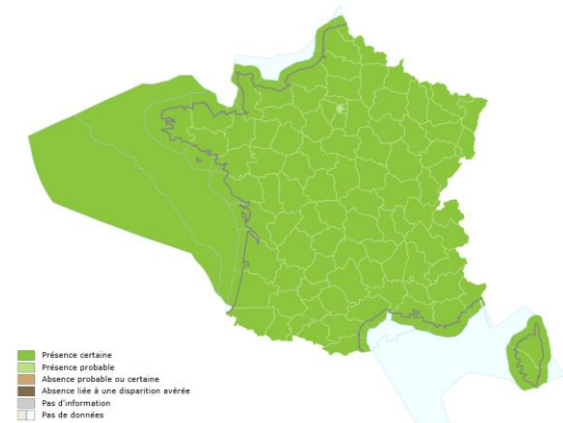 Présence certaine
Présence probable
Absence probable ou certaine
Absence liée à une disparition avérée
Pas d'information
Pas de données